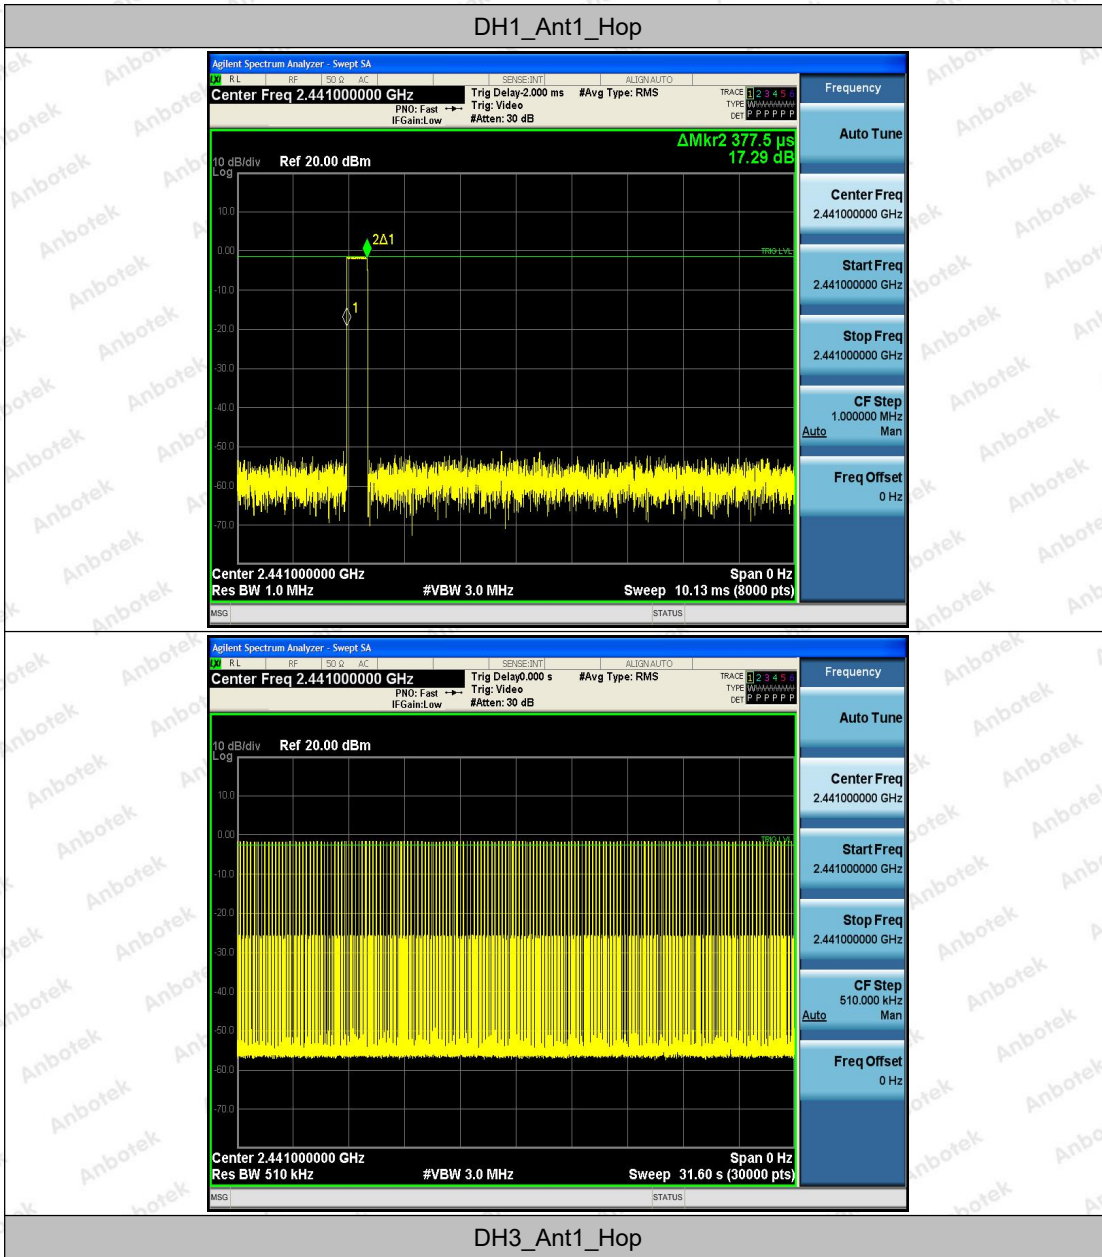 DH1_Ant1_Hop
Agilent Spectrum Analyzer - Swept SA
LXI RL RF 50 Ω AC SENSE:INT ALIGNAUTO
Center Freq 2.441000000 GHz
PNO: Fast
IFGain:Low
Trig Delay-2.000 ms
Trig: Video
#Atten: 30 dB
#Avg Type: RMS
TRACE 1 2 3 4 5 6
TYPE WWWWWW
DET P P P P P P
ΔMkr2 377.5 µs
17.29 dB
10 dB/div Ref 20.00 dBm
Log
10.0
0.00
-10.0
-20.0
-30.0
-40.0
-50.0
-60.0
-70.0
2Δ1
1
TRIG LVL
Center 2.441000000 GHz Span 0 Hz
Res BW 1.0 MHz #VBW 3.0 MHz Sweep 10.13 ms (8000 pts)
MSG STATUS
Frequency
Auto Tune
Center Freq
2.441000000 GHz
Start Freq
2.441000000 GHz
Stop Freq
2.441000000 GHz
CF Step
1.000000 MHz
Auto Man
Freq Offset
0 Hz
Agilent Spectrum Analyzer - Swept SA
LXI RL RF 50 Ω AC SENSE:INT ALIGNAUTO
Center Freq 2.441000000 GHz
PNO: Fast
IFGain:Low
Trig Delay0.000 s
Trig: Video
#Atten: 30 dB
#Avg Type: RMS
TRACE 1 2 3 4 5 6
TYPE WWWWWW
DET P P P P P P
10 dB/div Ref 20.00 dBm
Log
10.0
0.00
-10.0
-20.0
-30.0
-40.0
-50.0
-60.0
-70.0
TRIG LVL
Center 2.441000000 GHz Span 0 Hz
Res BW 510 kHz #VBW 3.0 MHz Sweep 31.60 s (30000 pts)
MSG STATUS
Frequency
Auto Tune
Center Freq
2.441000000 GHz
Start Freq
2.441000000 GHz
Stop Freq
2.441000000 GHz
CF Step
510.000 kHz
Auto Man
Freq Offset
0 Hz
DH3_Ant1_Hop
Anbotek